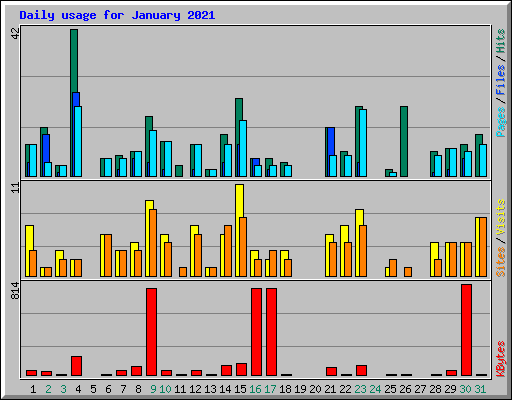 Daily usage for January 2021
42
Pages / Files / Hits
11
Sites / Visits
814
KBytes
1 2 3 4 5 6 7 8 9 10 11 12 13 14 15 16 17 18 19 20 21 22 23 24 25 26 27 28 29 30 31